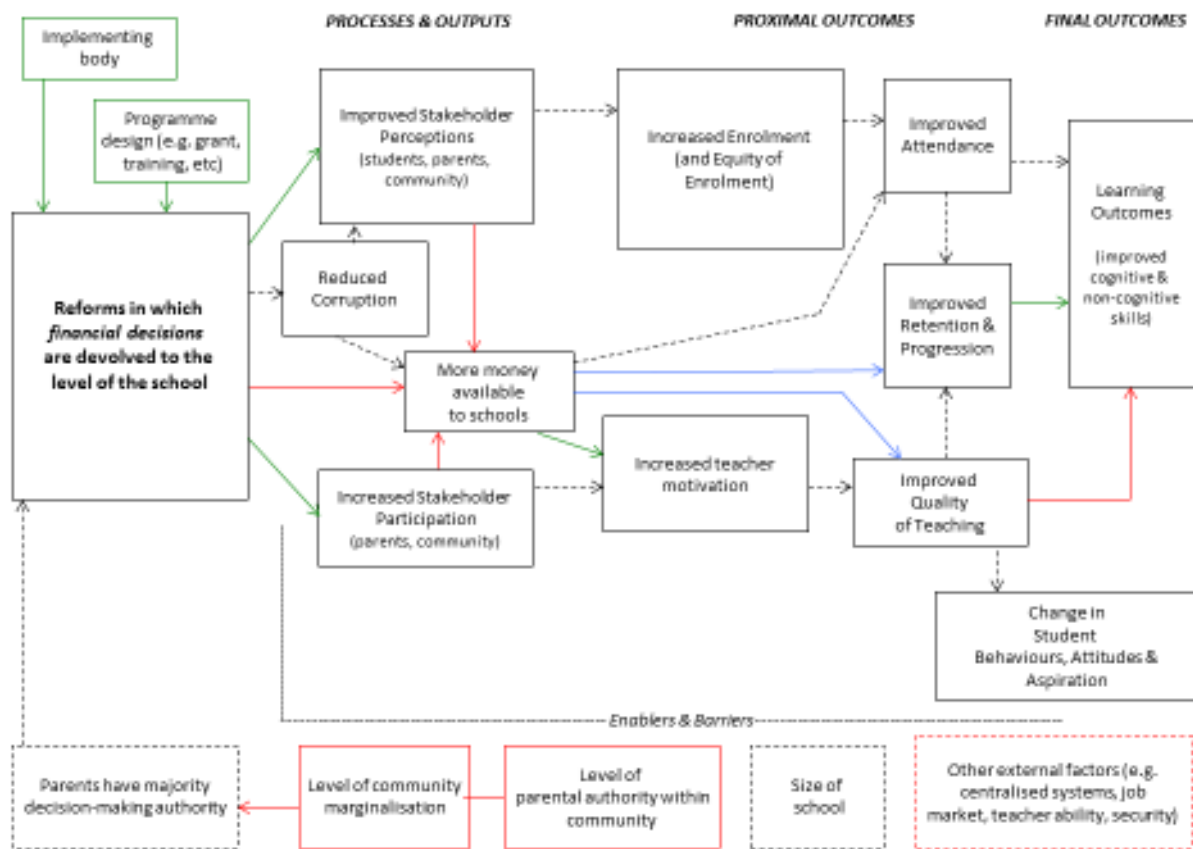 PROCESSES & OUTPUTS
PROXIMAL OUTCOMES
FINAL OUTCOMES
Implementing
body
Programme
design (e.g. grant,
training, etc)
Improved Stakeholder
Perceptions
(students, parents,
community)
Increased Enrolment
(and Equity of
Enrolment)
Improved
Attendance
Learning
Outcomes
(improved
cognitive &
non-cognitive
skills)
Reforms in which
financial decisions
are devolved to the
level of the school
Reduced
Corruption
Improved
Retention &
Progression
More money
available
to schools
Increased Stakeholder
Participation
(parents, community)
Increased teacher
motivation
Improved
Quality
of Teaching
Change in
Student
Behaviours, Attitudes &
Aspiration
Enablers & Barriers
Parents have majority
decision-making authority
Level of community
marginalisation
Level of
parental authority within
community
Size of
school
Other external factors (e.g.
centralised systems, job
market, teacher ability, security)